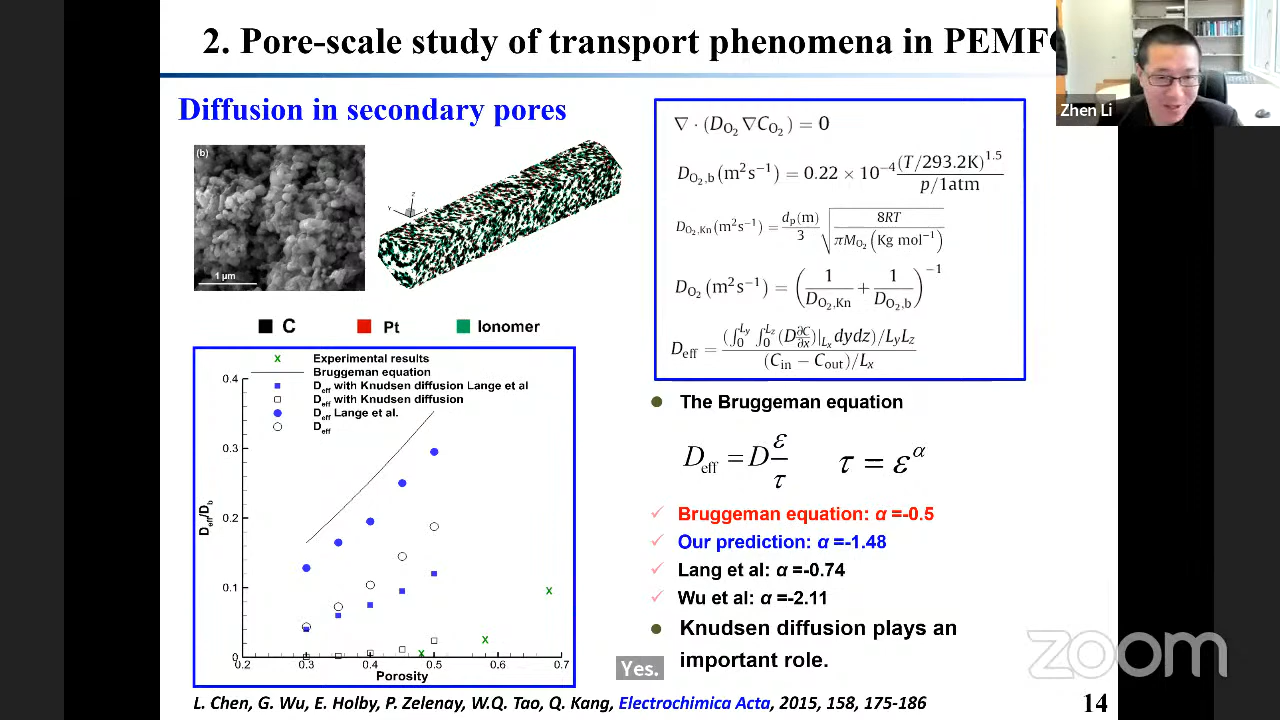 2. Pore-scale study of transport phenomena in PEMFC
Zhen Li
Diffusion in secondary pores
(b)
1 μm
Z
Y X
C Pt Ionomer
∇ · (D_O₂ ∇C_O₂) = 0
D_O₂,b (m² s⁻¹) = 0.22 × 10⁻⁴ (T/293.2K)^1.5 / p/1atm
D_O₂,Kn (m² s⁻¹) = d_p(m)/3 √(8RT / πM_O₂ (Kg mol⁻¹))
D_O₂ (m² s⁻¹) = (1/D_O₂,Kn + 1/D_O₂,b)⁻¹
D_eff = (∫₀^Ly ∫₀^Lz (D ∂C/∂x)|_Lx dydz)/L_yL_z / (C_in − C_out)/L_x
x Experimental results
Bruggeman equation
D_eff with Knudsen diffusion Lange et al
D_eff with Knudsen diffusion
D_eff Lange et al.
D_eff
D_eff/D_b
0.4
0.3
0.2
0.1
0
0.2 0.3 0.4 0.5 0.6 0.7
Porosity
● The Bruggeman equation
D_eff = D ε/τ τ = ε^α
✓ Bruggeman equation: α=-0.5
✓ Our prediction: α=-1.48
✓ Lang et al: α=-0.74
✓ Wu et al: α=-2.11
● Knudsen diffusion plays an
important role.
Yes.
zoom
L. Chen, G. Wu, E. Holby, P. Zelenay, W.Q. Tao, Q. Kang, Electrochimica Acta, 2015, 158, 175-186
14